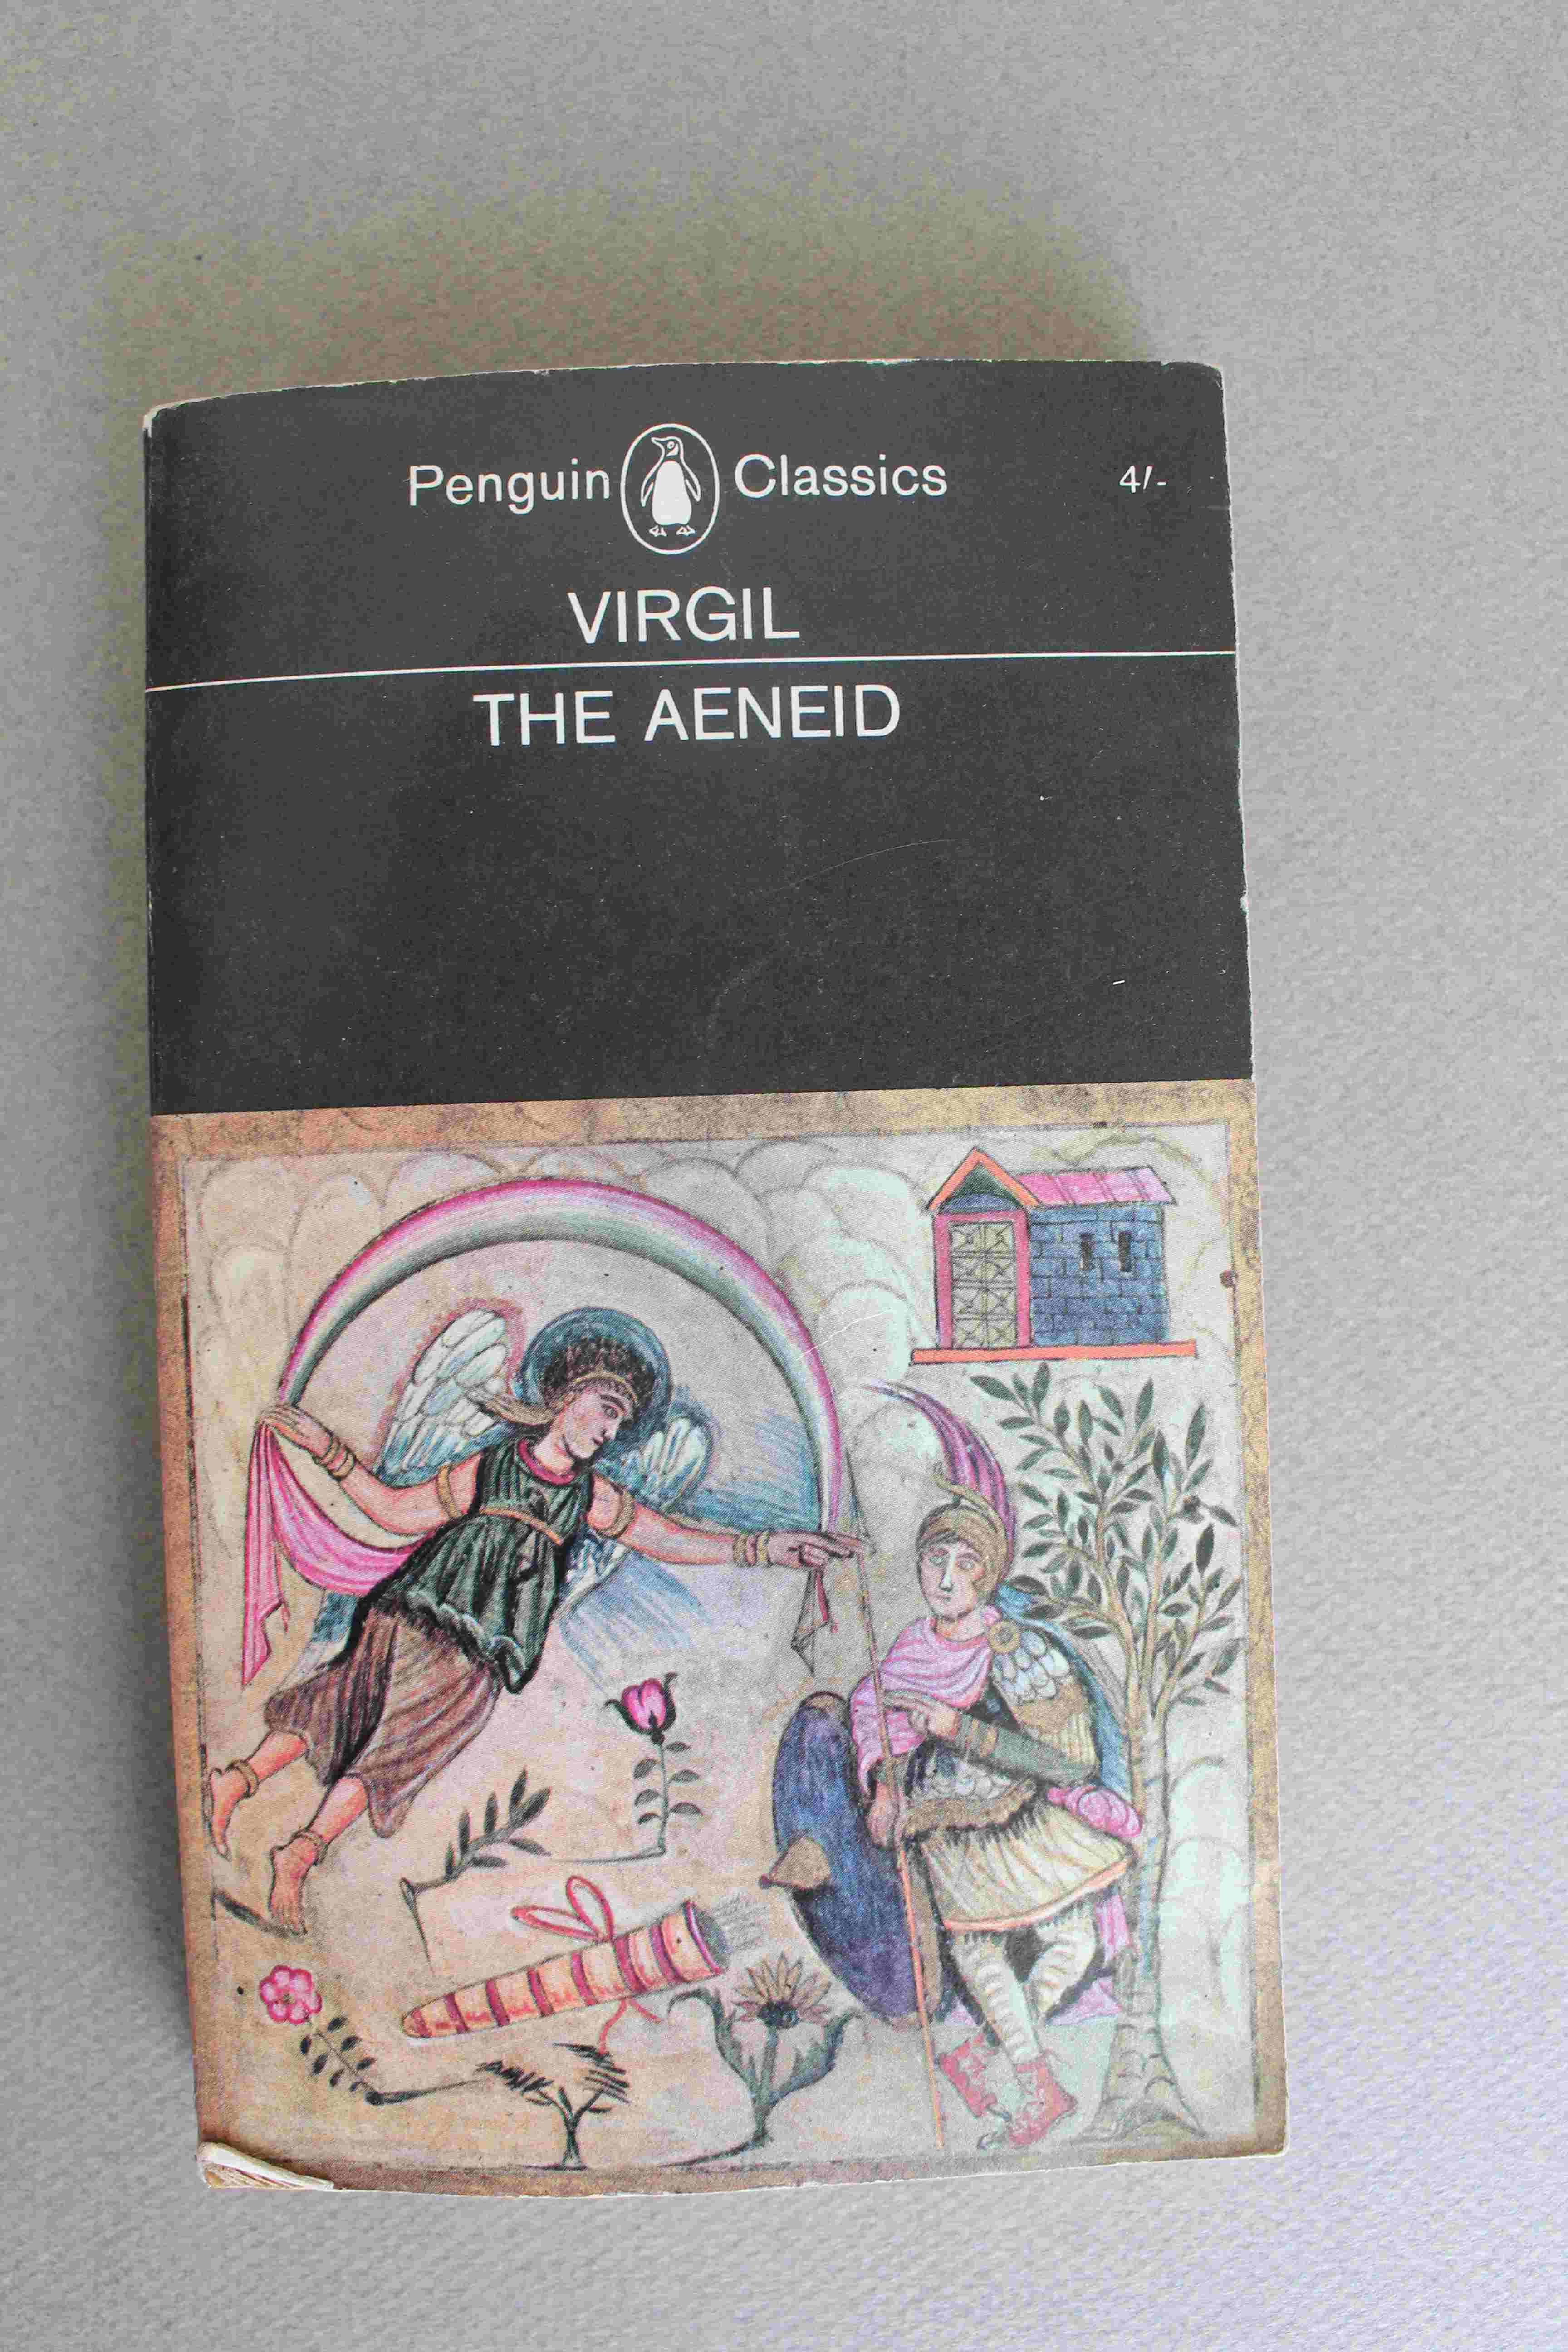 Penguin Classics 4/-
VIRGIL
THE AENEID